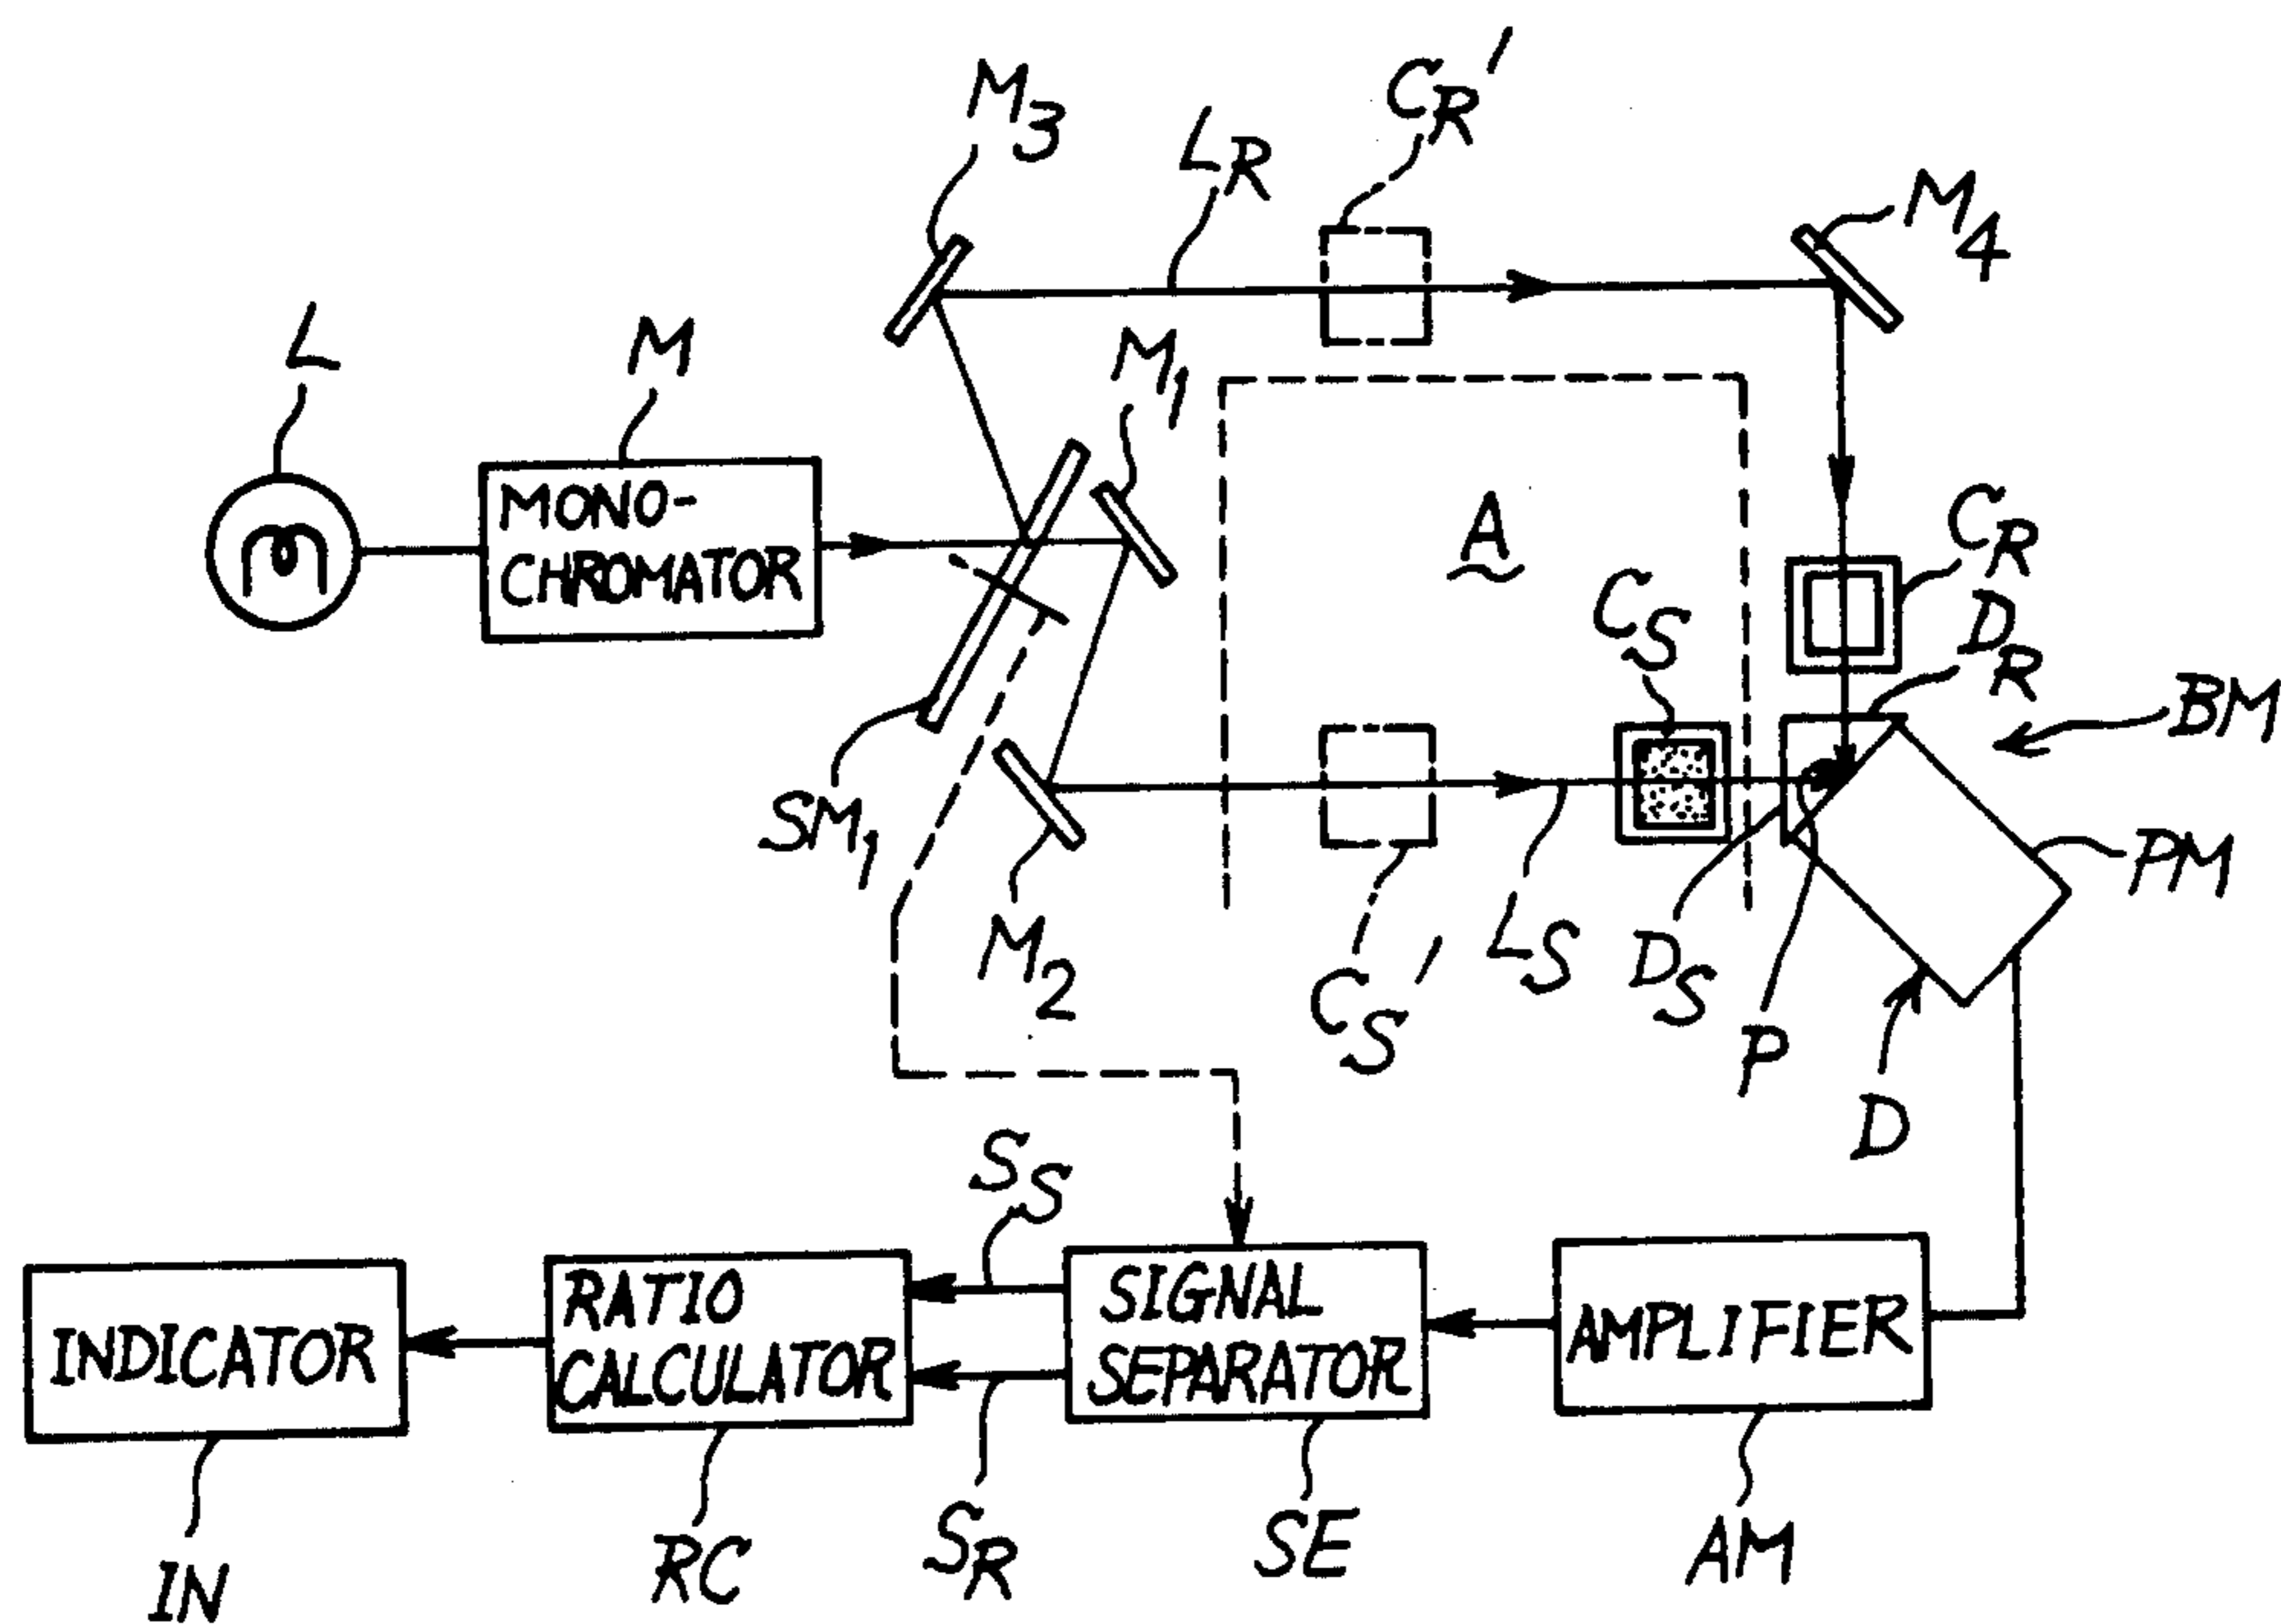 M3
CR'
LR
M4
L
M
M1
MONO-
CHROMATOR
A
CS
CR
DR
BM
SM1
M2
CS'
LS
DS
P
D
PM
SS
INDICATOR
RATIO
CALCULATOR
SIGNAL
SEPARATOR
AMPLIFIER
IN
RC
SR
SE
AM